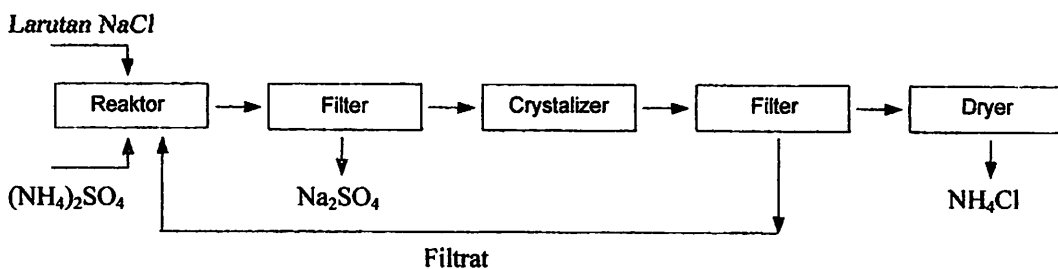 Larutan NaCl
Reaktor
Filter
Crystalizer
Filter
Dryer
(NH₄)₂SO₄
Na₂SO₄
NH₄Cl
Filtrat